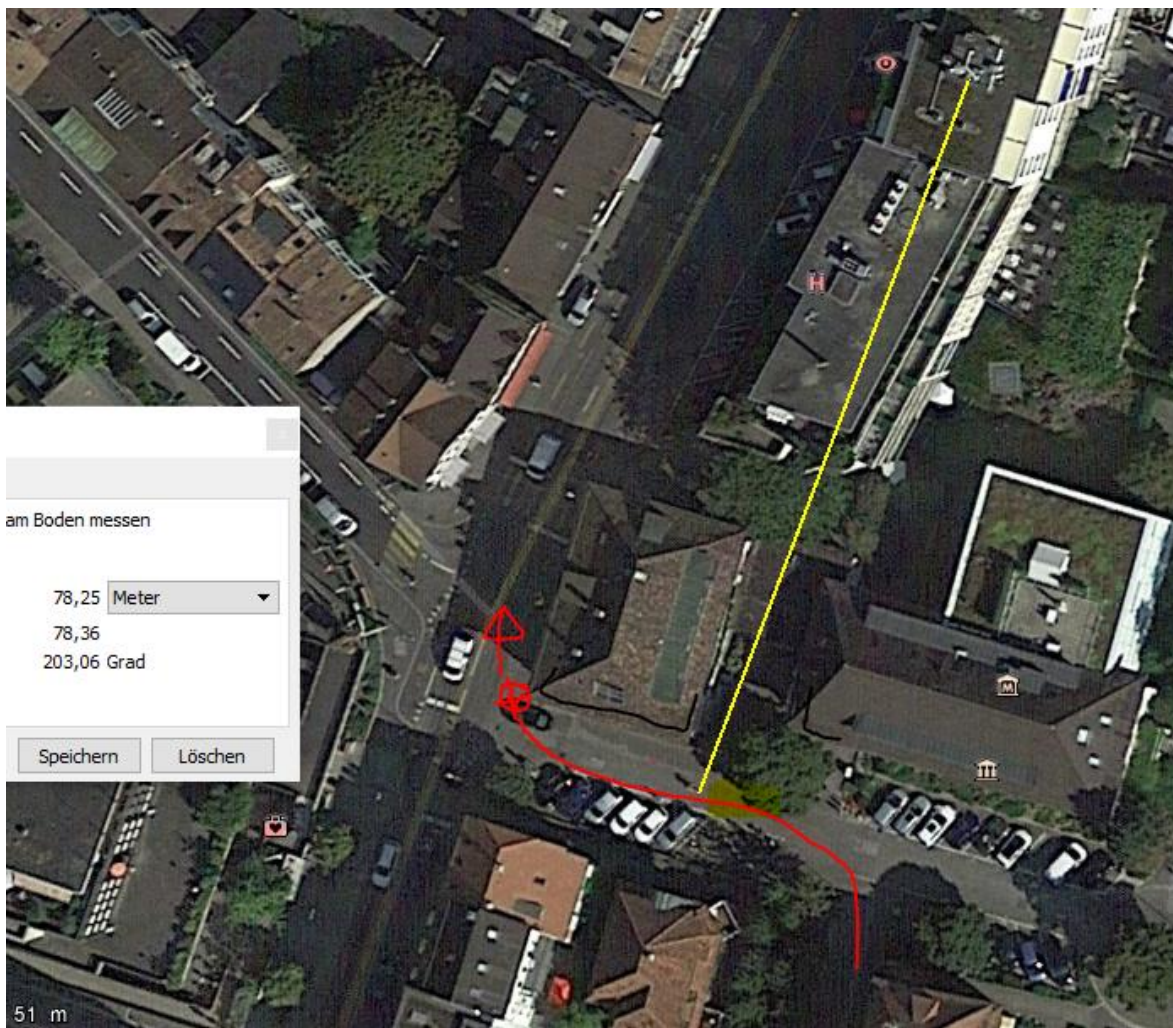 H
am Boden messen
78,25 Meter
78,36
203,06 Grad
M
Speichern Löschen
51 m